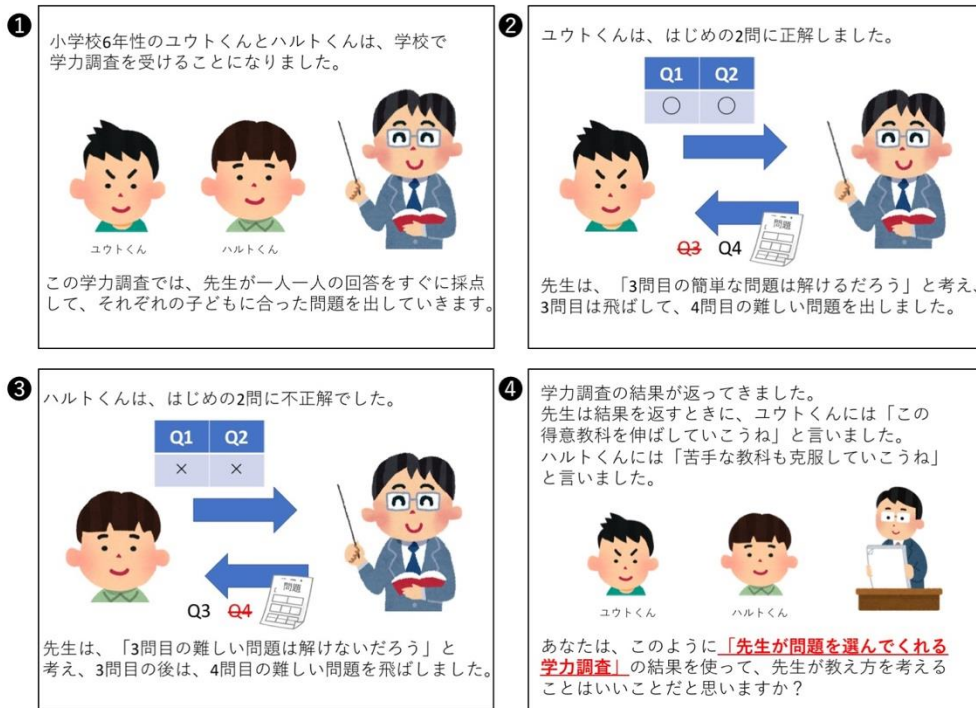 ❶
小学校6年性のユウトくんとハルトくんは、学校で
学力調査を受けることになりました。
ユウトくん
ハルトくん
この学力調査では、先生が一人一人の回答をすぐに採点
して、それぞれの子どもに合った問題を出していきます。
❷
ユウトくんは、はじめの2問に正解しました。
Q1 Q2
○ ○
問題
Q3 Q4
先生は、「3問目の簡単な問題は解けるだろう」と考え、
3問目は飛ばして、4問目の難しい問題を出しました。
❸
ハルトくんは、はじめの2問に不正解でした。
Q1 Q2
× ×
問題
Q3 Q4
先生は、「3問目の難しい問題は解けないだろう」と
考え、3問目の後は、4問目の難しい問題を飛ばしました。
❹
学力調査の結果が返ってきました。
先生は結果を返すときに、ユウトくんには「この
得意教科を伸ばしていこうね」と言いました。
ハルトくんには「苦手な教科も克服していこうね」
と言いました。
ユウトくん
ハルトくん
あなたは、このように「先生が問題を選んでくれる
学力調査」の結果を使って、先生が教え方を考える
ことはいいことだと思いますか？